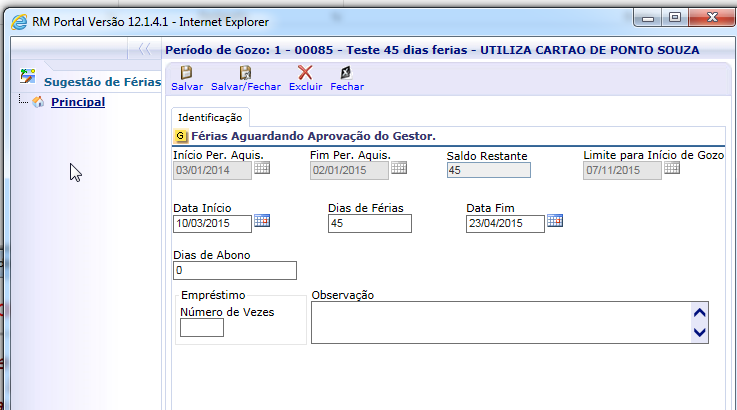 RM Portal Versão 12.1.4.1 - Internet Explorer
Período de Gozo: 1 - 00085 - Teste 45 dias ferias - UTILIZA CARTAO DE PONTO SOUZA
Sugestão de Férias
Principal
Salvar Salvar/Fechar Excluir Fechar
Identificação
G Férias Aguardando Aprovação do Gestor.
Início Per. Aquis. Fim Per. Aquis. Saldo Restante Limite para Início de Gozo
03/01/2014 02/01/2015 45 07/11/2015
Data Início Dias de Férias Data Fim
10/03/2015 45 23/04/2015
Dias de Abono
0
Empréstimo Observação
Número de Vezes